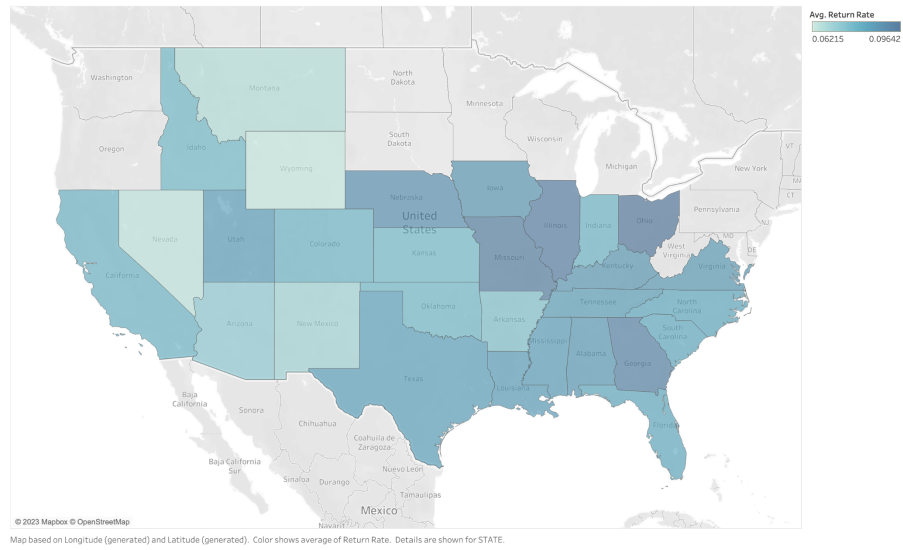 Avg. Return Rate
0.06215 0.09642
Washington
Montana
North
Dakota
Minnesota
Oregon
Idaho
Wyoming
South
Dakota
Wisconsin
Michigan
VT
New York
MA
CT
Nevada
Utah
Colorado
Nebraska
United
States
Iowa
Illinois
Indiana
Ohio
Pennsylvania
NJ
MD
DE
West
Virginia
California
Kansas
Missouri
Kentucky
Virginia
Arizona
New Mexico
Oklahoma
Arkansas
Tennessee
North
Carolina
South
Carolina
Texas
Louisiana
Mississippi
Alabama
Georgia
Florida
Baja
California
Sonora
Chihuahua
Coahuila de
Zaragoza
Baja California
Sur
Sinaloa
Durango
Nuevo León
Tamaulipas
Mexico
Navarit
© 2023 Mapbox © OpenStreetMap
Map based on Longitude (generated) and Latitude (generated). Color shows average of Return Rate. Details are shown for STATE.